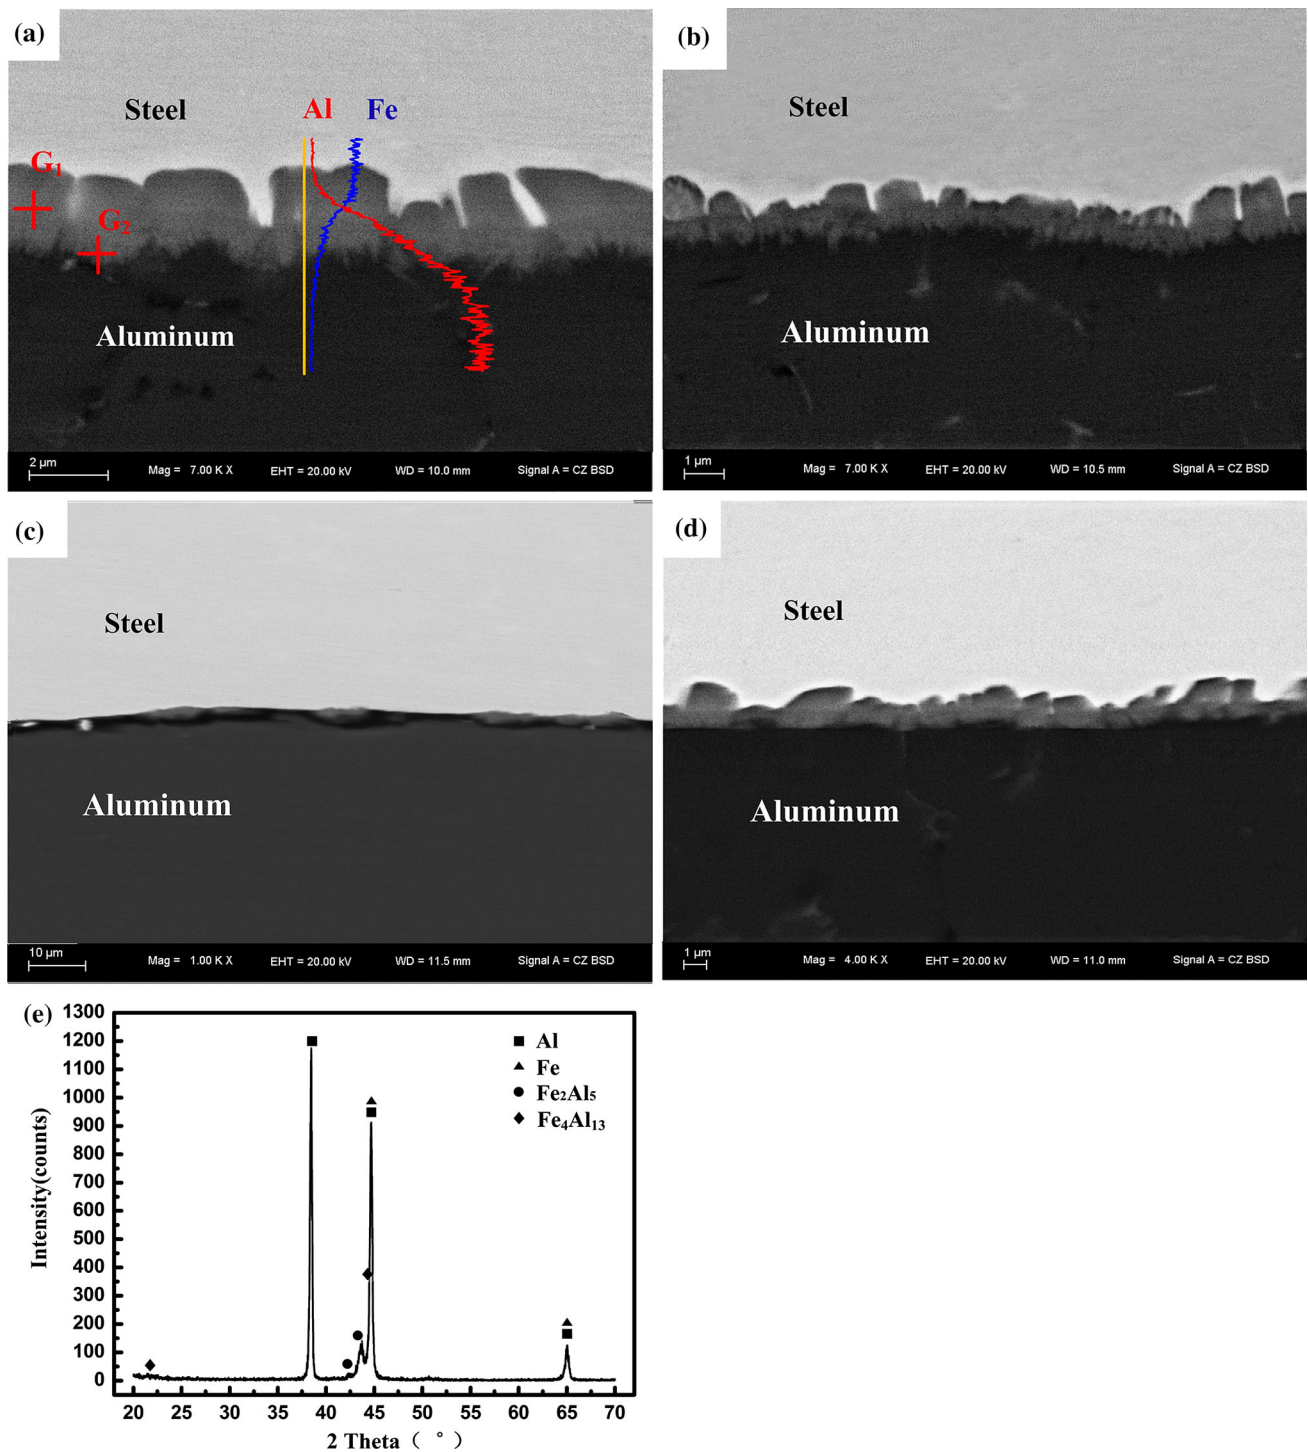 (a)
Steel
Al
Fe
G1
G2
Aluminum
2 µm
Mag = 7.00 K X
EHT = 20.00 kV
WD = 10.0 mm
Signal A = CZ BSD
(b)
Steel
Aluminum
1 µm
Mag = 7.00 K X
EHT = 20.00 kV
WD = 10.5 mm
Signal A = CZ BSD
(c)
Steel
Aluminum
10 µm
Mag = 1.00 K X
EHT = 20.00 kV
WD = 11.5 mm
Signal A = CZ BSD
(d)
Steel
Aluminum
1 µm
Mag = 4.00 K X
EHT = 20.00 kV
WD = 11.0 mm
Signal A = CZ BSD
(e)
1300
1200
1100
1000
900
800
700
600
500
400
300
200
100
0
Intensity(counts)
■ Al
▲ Fe
● Fe2Al5
◆ Fe4Al13
20 25 30 35 40 45 50 55 60 65 70
2 Theta ( ° )